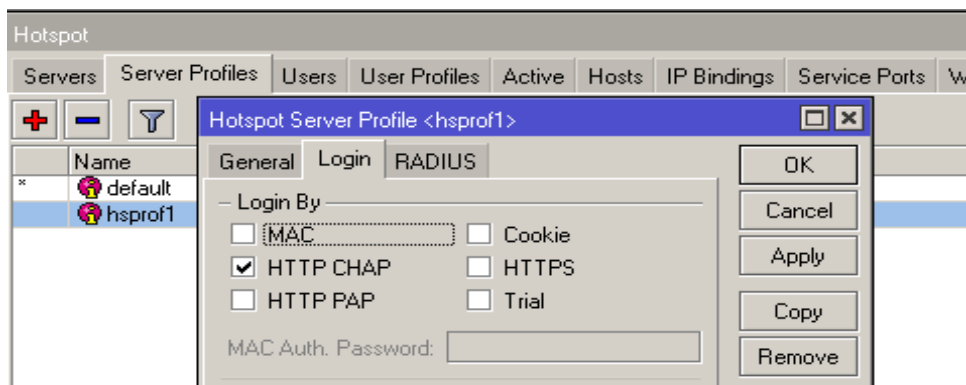 Hotspot
Servers Server Profiles Users User Profiles Active Hosts IP Bindings Service Ports W
Hotspot Server Profile <hsprof1>
Name
* default
hsprof1
General Login RADIUS
Login By
MAC Cookie
HTTP CHAP HTTPS
HTTP PAP Trial
MAC Auth. Password:
OK
Cancel
Apply
Copy
Remove